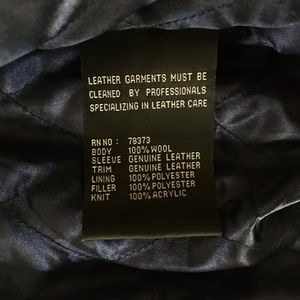 LEATHER GARMENTS MUST BE
CLEANED BY PROFESSIONALS
SPECIALIZING IN LEATHER CARE
RN NO : 78373
BODY 100% WOOL
SLEEVE GENUINE LEATHER
TRIM GENUINE LEATHER
LINING 100% POLYESTER
FILLER 100% POLYESTER
KNIT 100% ACRYLIC